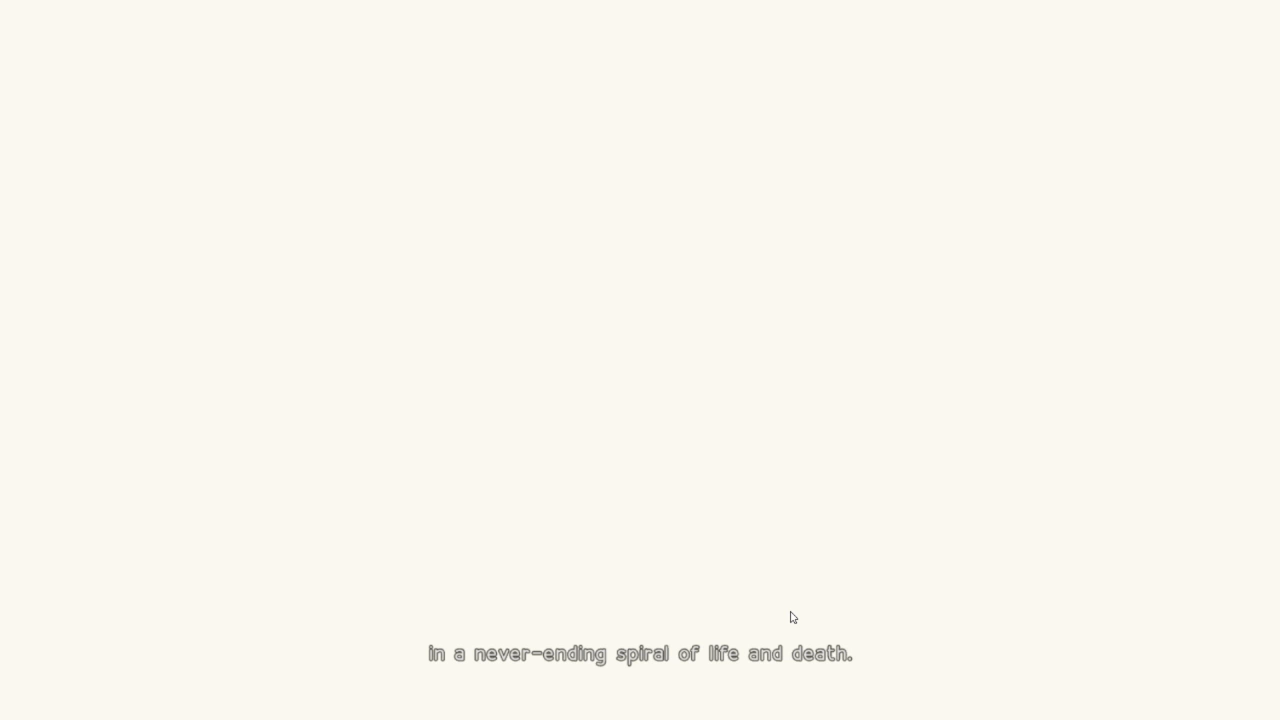 in a never-ending spiral of life and death.